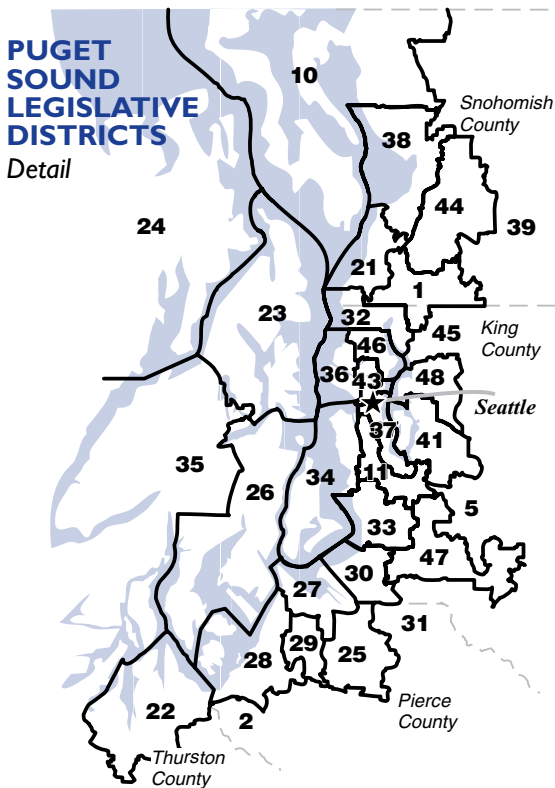 PUGET
SOUND
LEGISLATIVE
DISTRICTS
Detail
10
Snohomish
County
38
44
39
24
21
1
23
32
45
46
King
County
36
43
48
Seattle
37
41
35
34
11
26
5
33
47
30
27
31
29
28
25
22
2
Pierce
County
Thurston
County